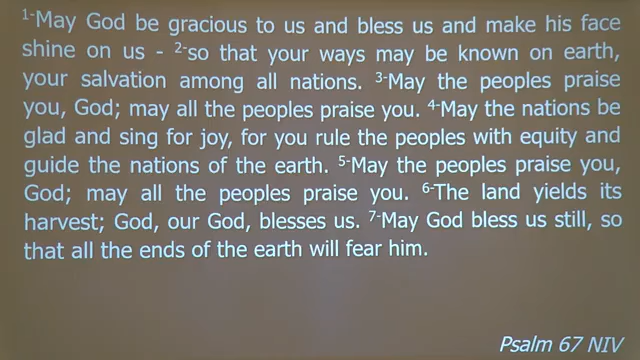 1-May God be gracious to us and bless us and make his face
shine on us - 2-so that your ways may be known on earth,
your salvation among all nations. 3-May the peoples praise
you, God; may all the peoples praise you. 4-May the nations be
glad and sing for joy, for you rule the peoples with equity and
guide the nations of the earth. 5-May the peoples praise you,
God; may all the peoples praise you. 6-The land yields its
harvest; God, our God, blesses us. 7-May God bless us still, so
that all the ends of the earth will fear him.
Psalm 67 NIV